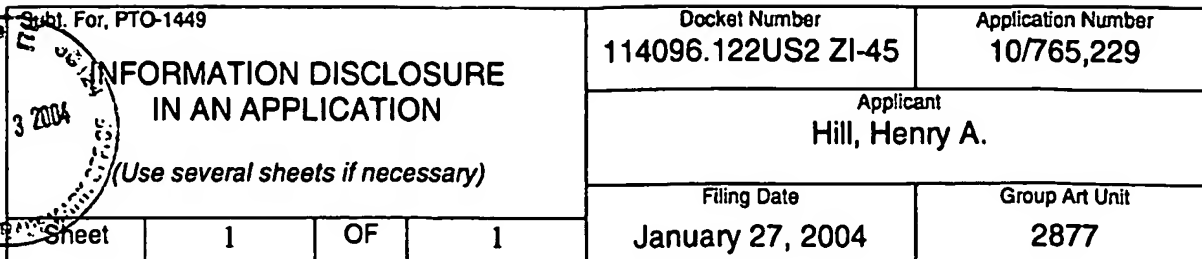 Subt. For, PTO-1449
INFORMATION DISCLOSURE
IN AN APPLICATION
(Use several sheets if necessary)
Sheet 1 OF 1
Docket Number
114096.122US2 ZI-45
Application Number
10/765,229
Applicant
Hill, Henry A.
Filing Date
January 27, 2004
Group Art Unit
2877
3 2004